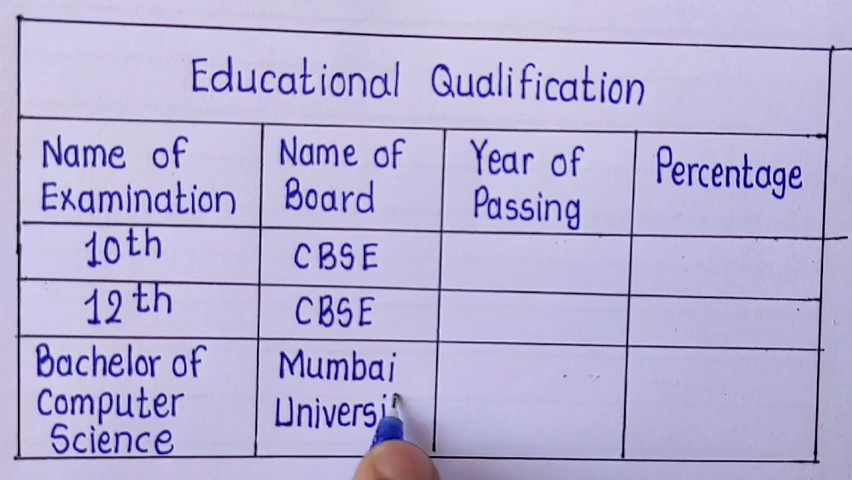 Educational Qualification
Name of Examination
Name of Board
Year of Passing
Percentage
10th
CBSE
12th
CBSE
Bachelor of
Computer
Science
Mumbai
Universi